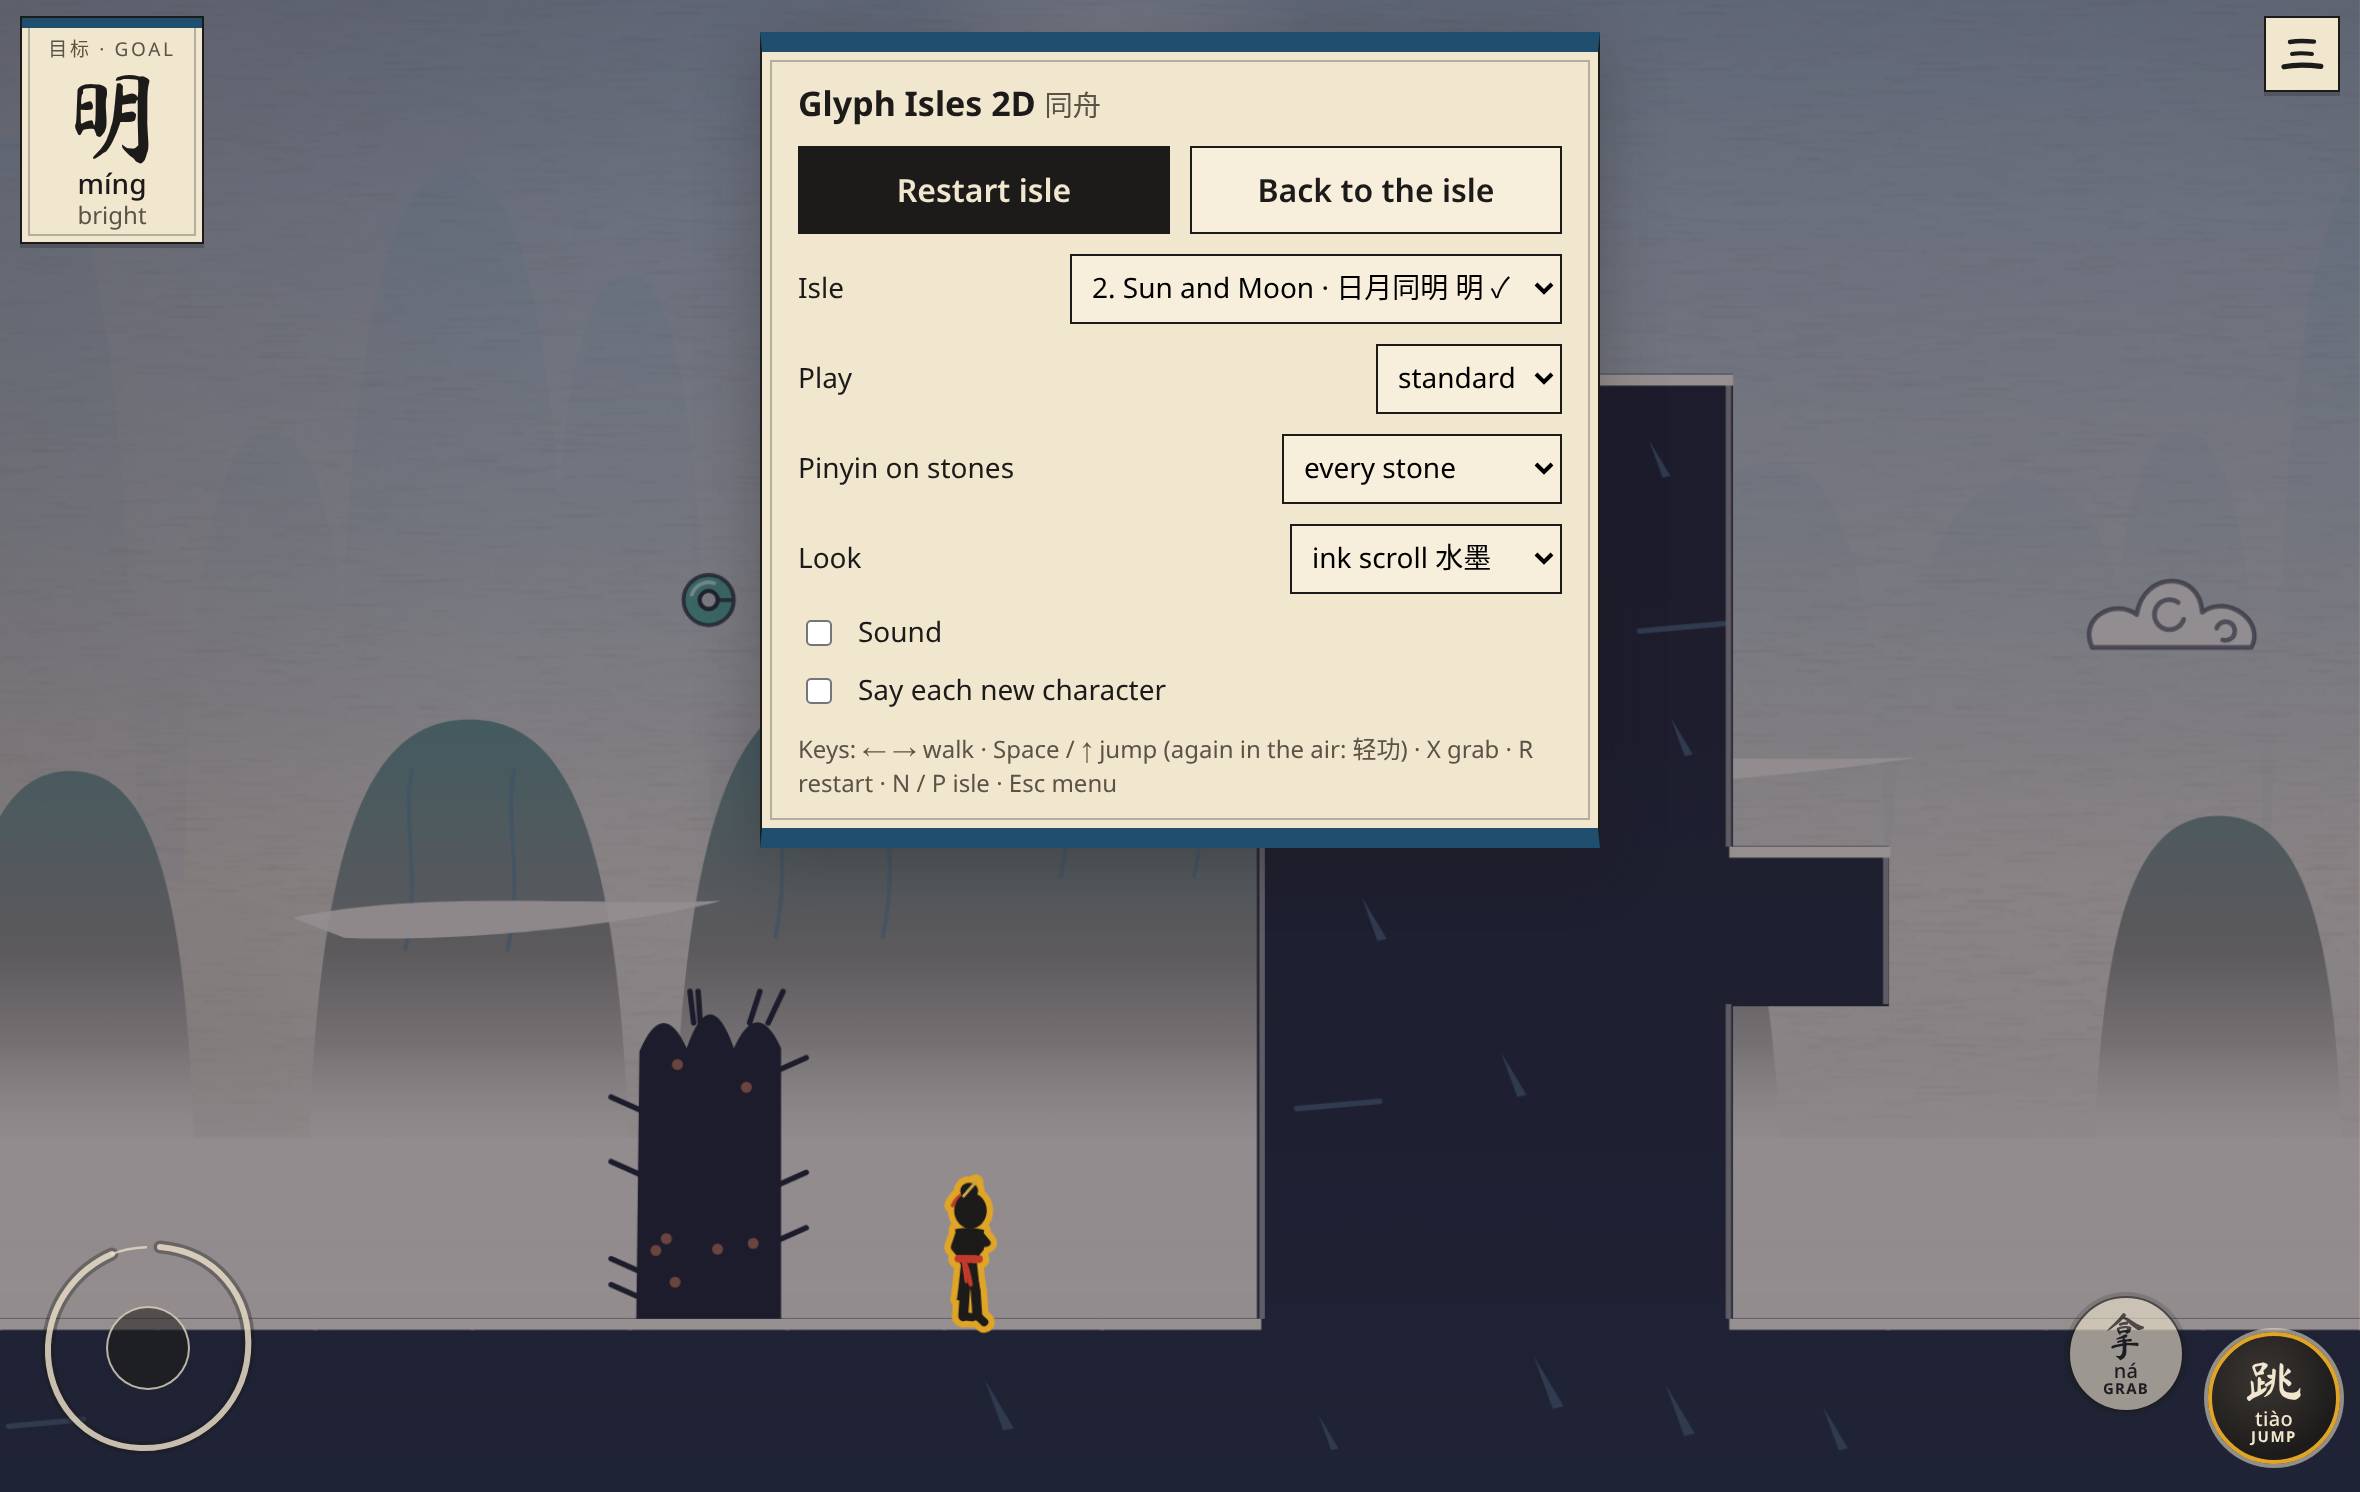 目标 · GOAL
明
míng
bright
三
Glyph Isles 2D 同舟
Restart isle
Back to the isle
Isle
2. Sun and Moon · 日月同明 明 ✓
Play
standard
Pinyin on stones
every stone
Look
ink scroll 水墨
Sound
Say each new character
Keys: ← → walk · Space / ↑ jump (again in the air: 轻功) · X grab · R
restart · N / P isle · Esc menu
拿
ná
GRAB
跳
tiào
JUMP